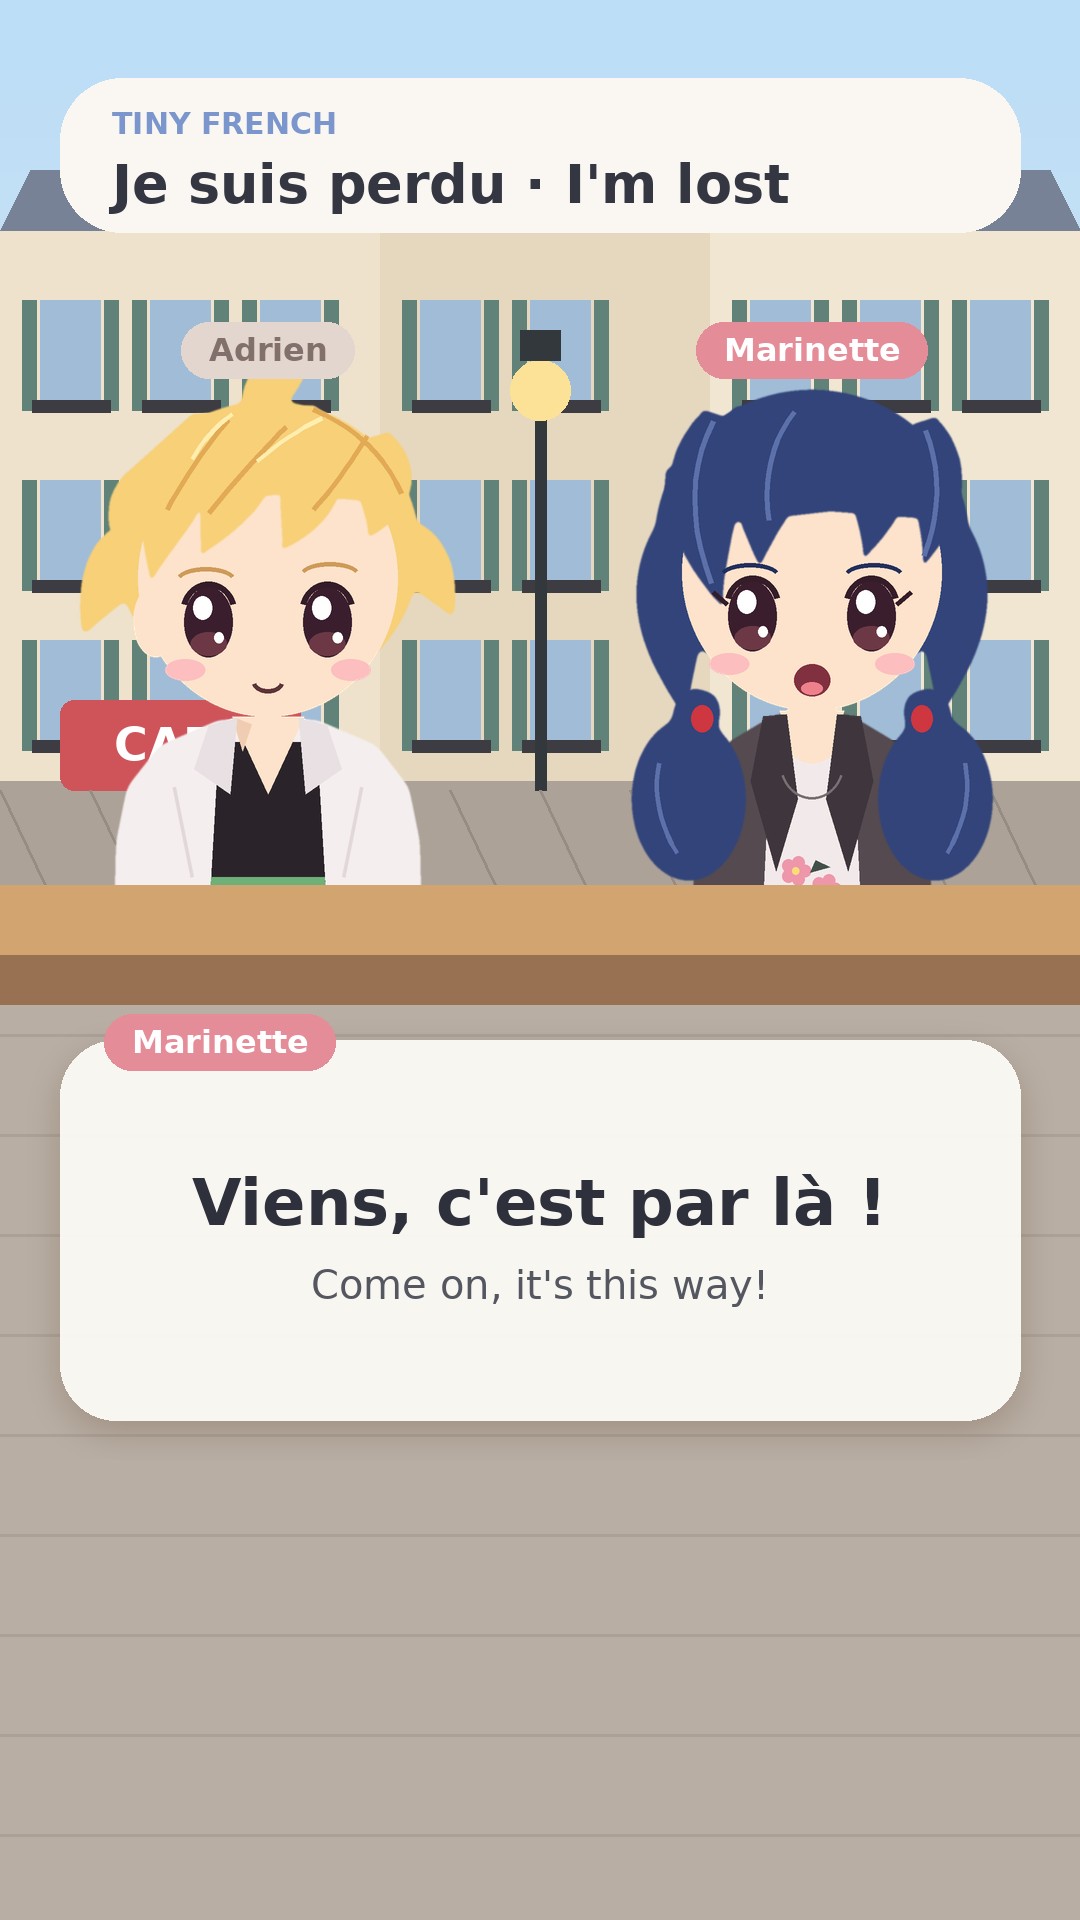 TINY FRENCH
Je suis perdu · I'm lost
Adrien
Marinette
Marinette
Viens, c'est par là !
Come on, it's this way!